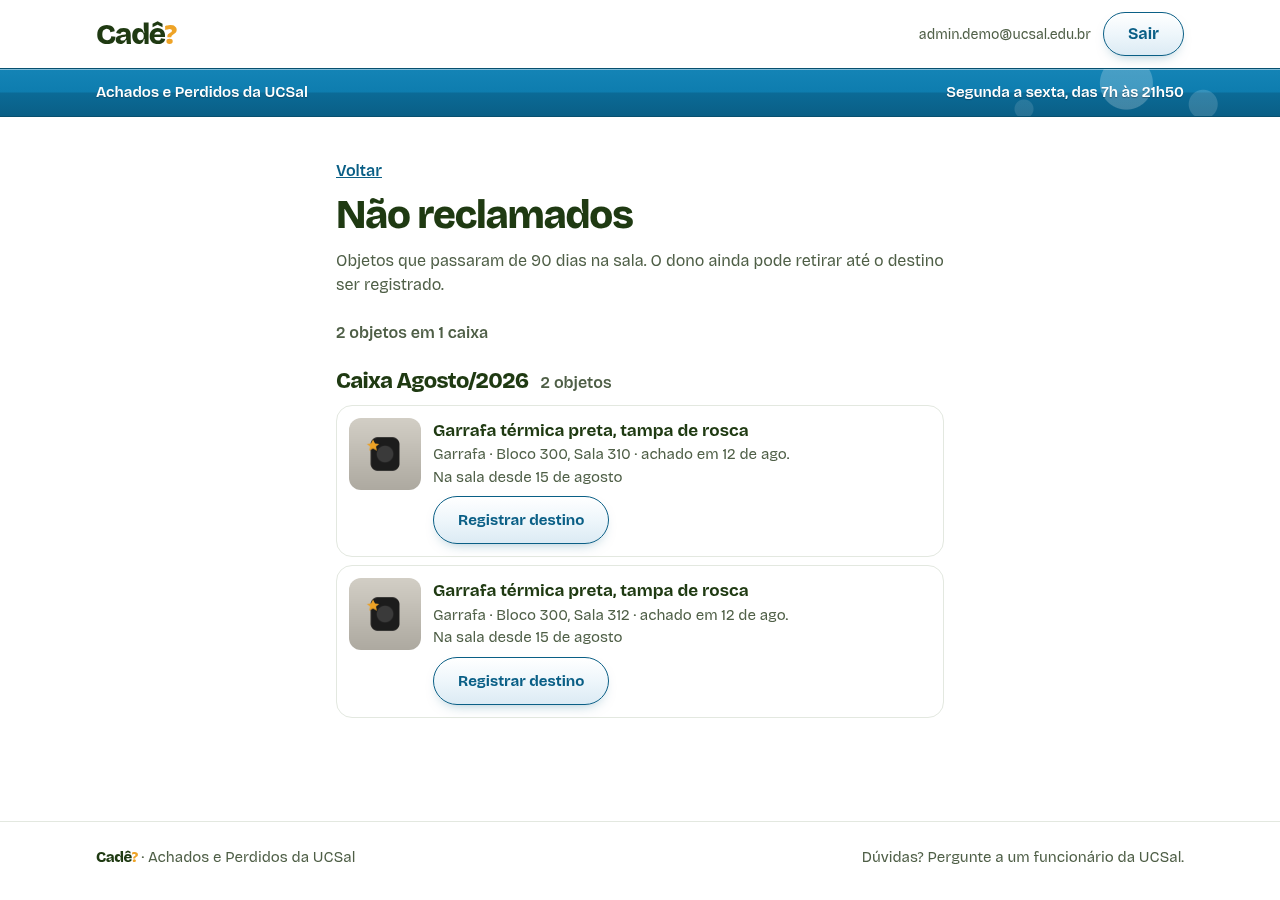 Cadê?
admin.demo@ucsal.edu.br
Sair
Achados e Perdidos da UCSal
Segunda a sexta, das 7h às 21h50
Voltar
Não reclamados
Objetos que passaram de 90 dias na sala. O dono ainda pode retirar até o destino
ser registrado.
2 objetos em 1 caixa
Caixa Agosto/2026 2 objetos
Garrafa térmica preta, tampa de rosca
Garrafa · Bloco 300, Sala 310 · achado em 12 de ago.
Na sala desde 15 de agosto
Registrar destino
Garrafa térmica preta, tampa de rosca
Garrafa · Bloco 300, Sala 312 · achado em 12 de ago.
Na sala desde 15 de agosto
Registrar destino
Cadê? · Achados e Perdidos da UCSal
Dúvidas? Pergunte a um funcionário da UCSal.